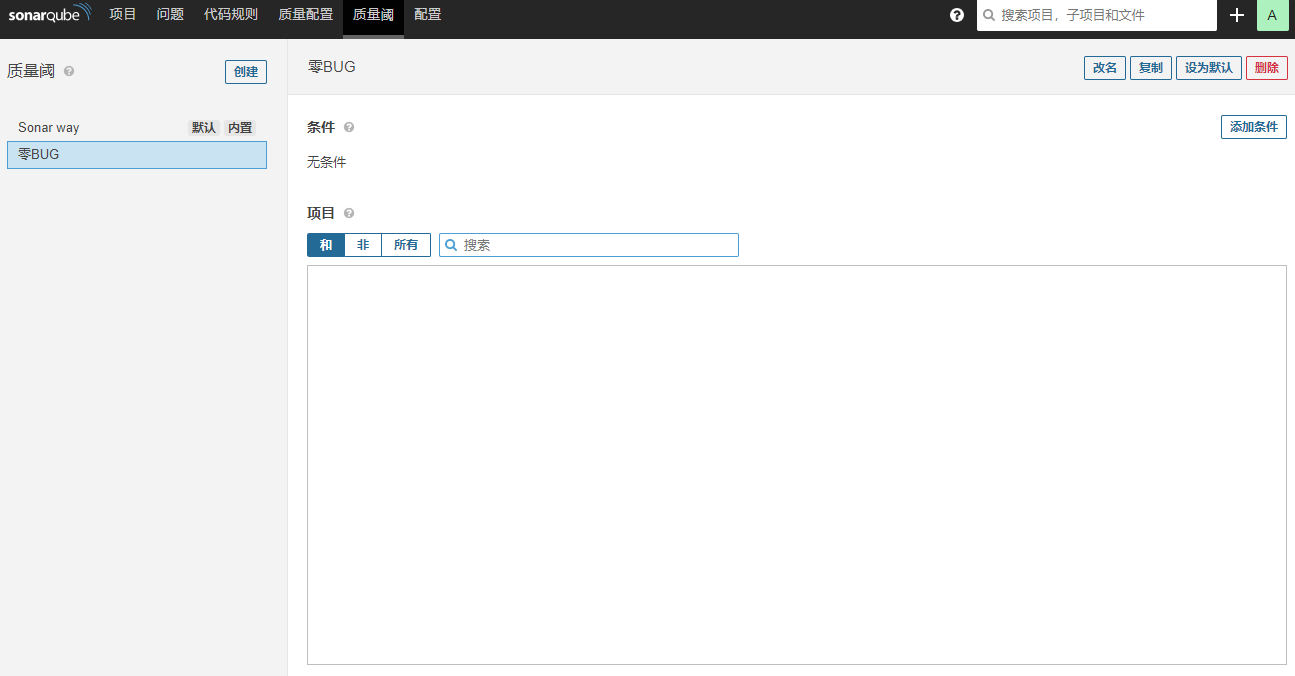 sonarqube 项目 问题 代码规则 质量配置 质量阈 配置 ? 搜索项目，子项目和文件 + A
质量阈 ? 创建
零BUG 改名 复制 设为默认 删除
Sonar way 默认 内置
零BUG
条件 ? 添加条件
无条件
项目 ?
和 非 所有 搜索